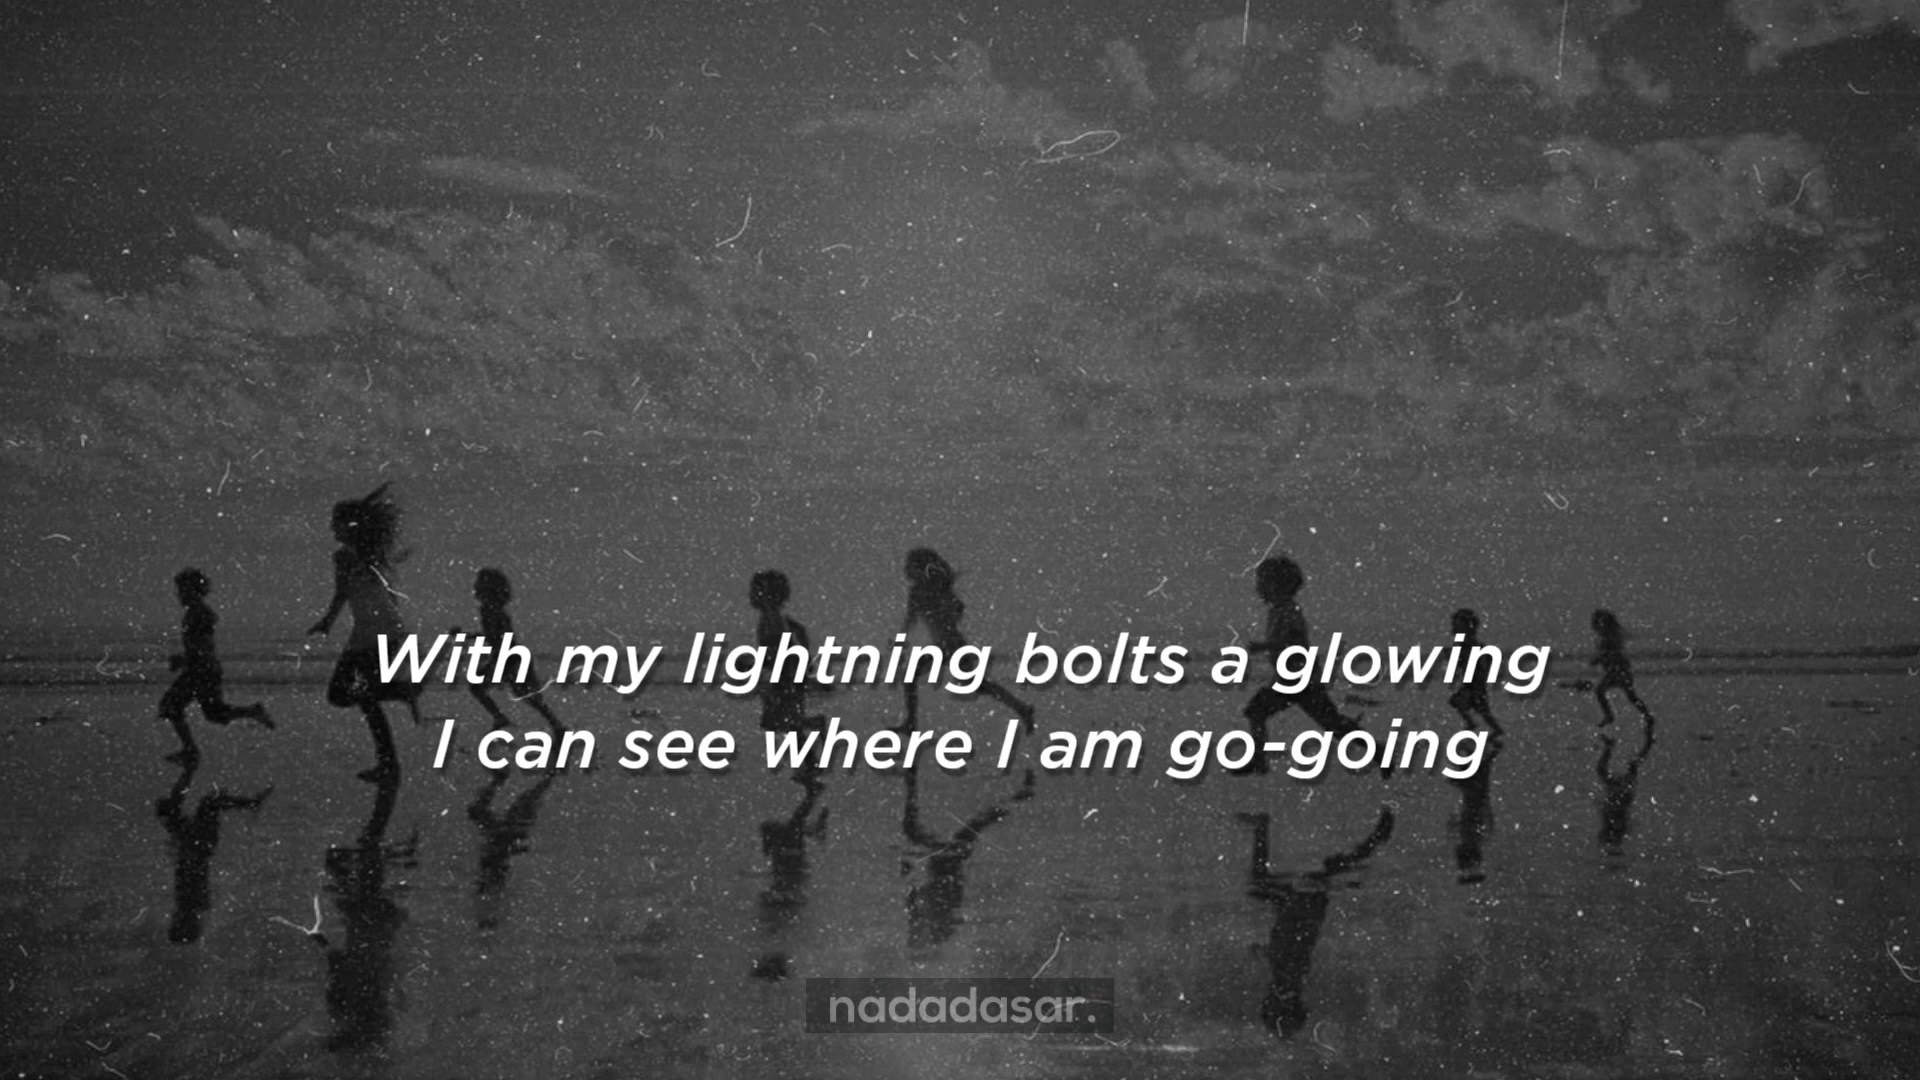 With my lightning bolts a glowing
I can see where I am go-going
nadadasar.